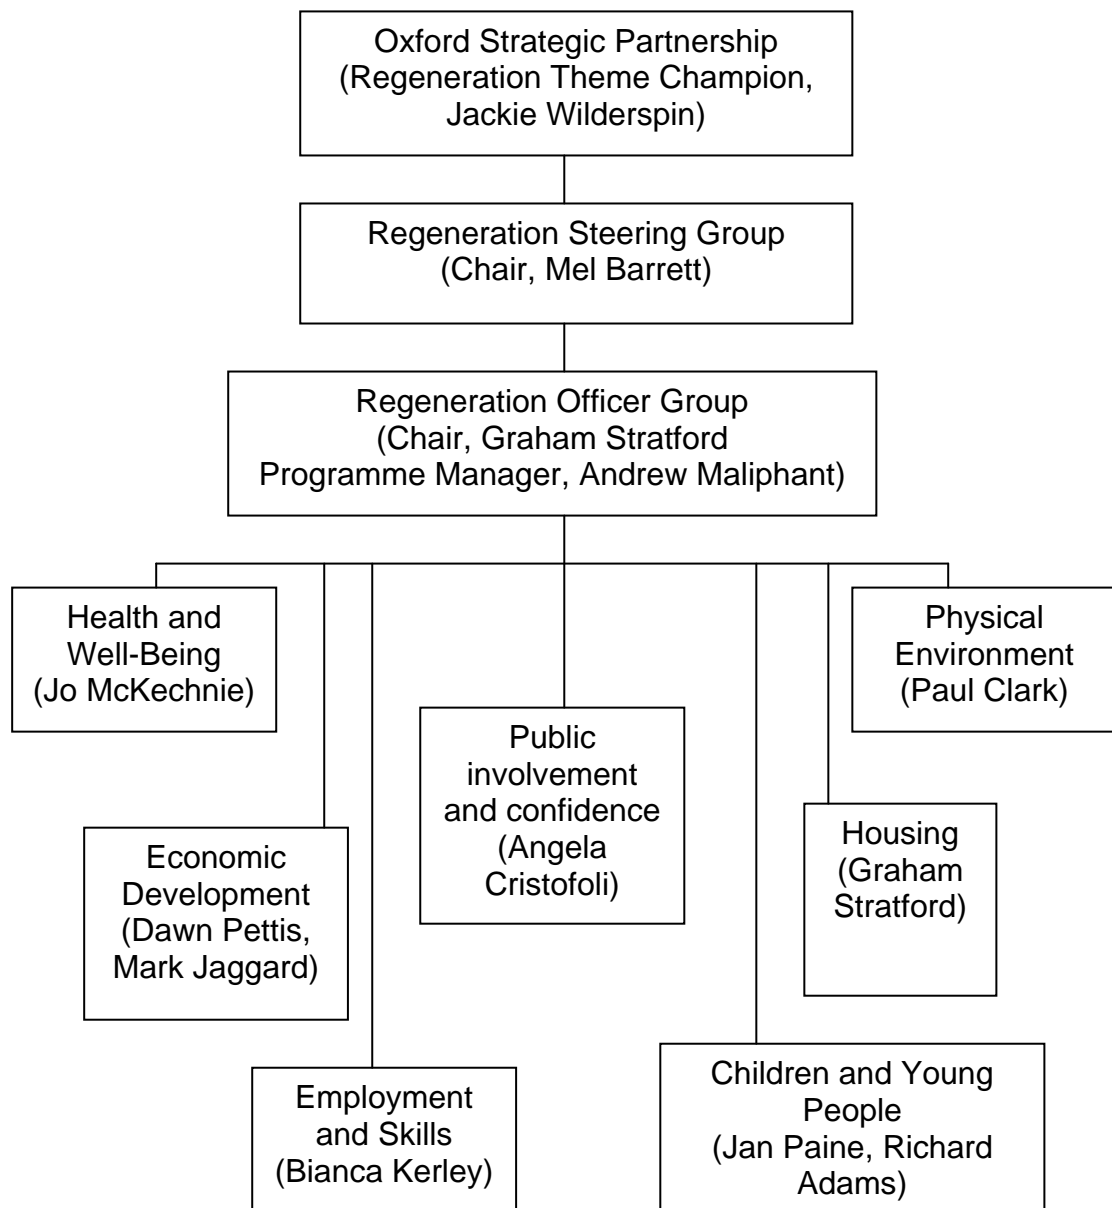 Oxford Strategic Partnership
(Regeneration Theme Champion,
Jackie Wilderspin)
Regeneration Steering Group
(Chair, Mel Barrett)
Regeneration Officer Group
(Chair, Graham Stratford
Programme Manager, Andrew Maliphant)
Health and
Well-Being
(Jo McKechnie)
Physical
Environment
(Paul Clark)
Public
involvement
and confidence
(Angela
Cristofoli)
Economic
Development
(Dawn Pettis,
Mark Jaggard)
Housing
(Graham
Stratford)
Employment
and Skills
(Bianca Kerley)
Children and Young
People
(Jan Paine, Richard
Adams)